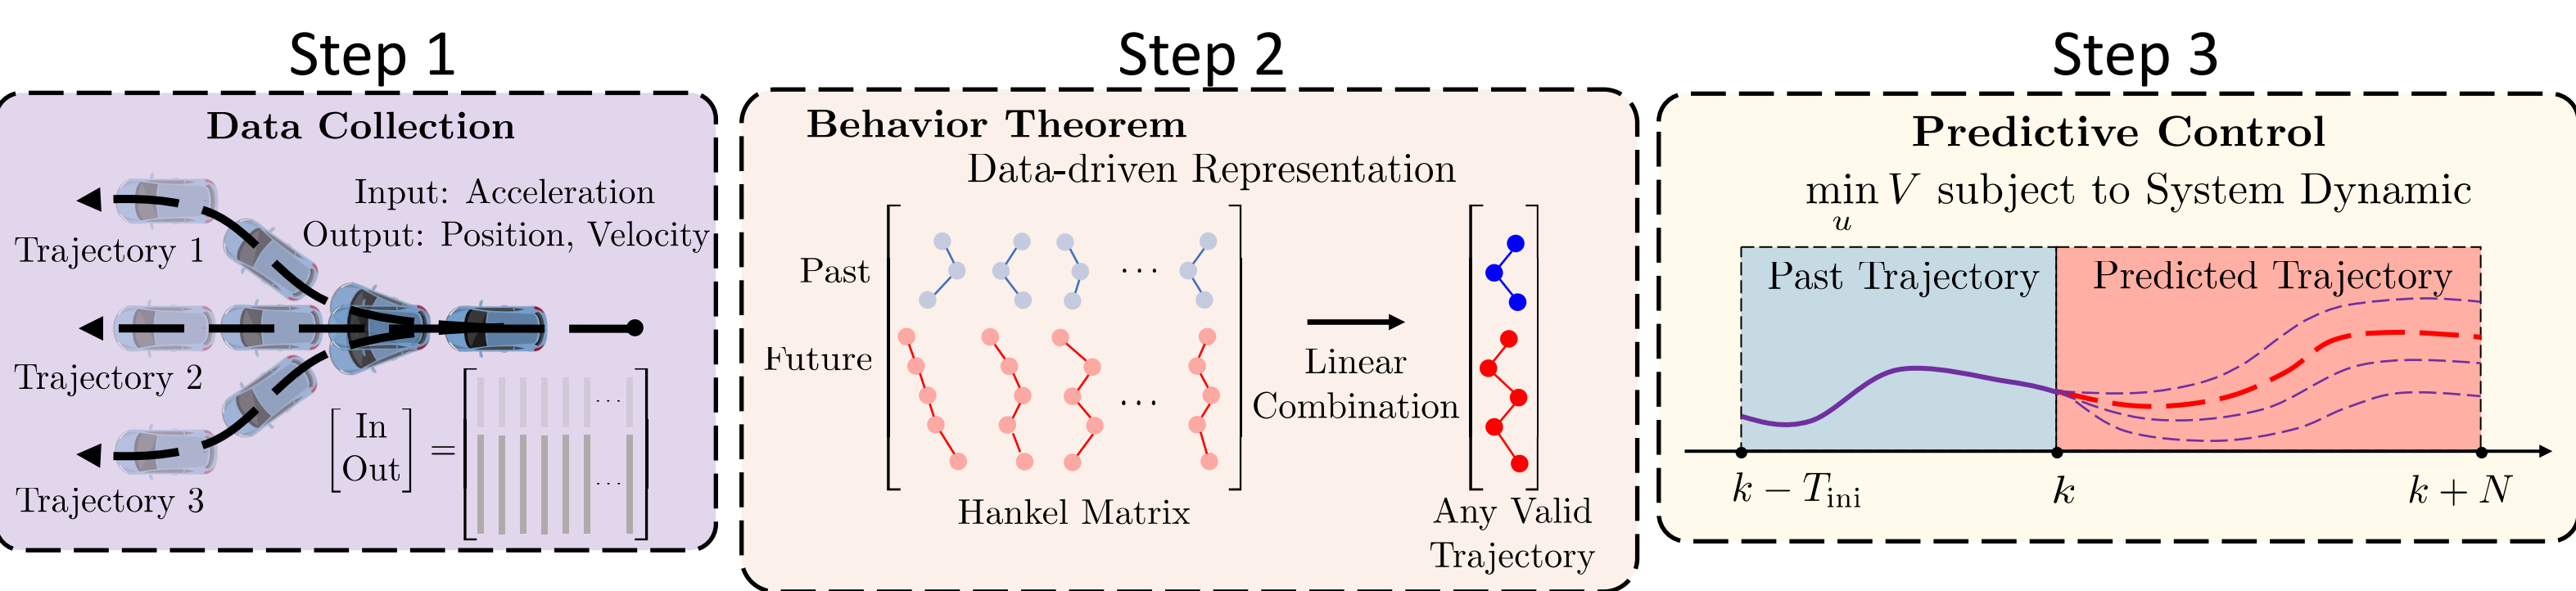 Step 1
Data Collection
Input: Acceleration
Output: Position, Velocity
Trajectory 1
Trajectory 2
Trajectory 3
[In
Out] = [ ...
... ]
Step 2
Behavior Theorem
Data-driven Representation
Past
...
Future
...
Linear
Combination
Hankel Matrix
Any Valid
Trajectory
Step 3
Predictive Control
min V subject to System Dynamic
u
Past Trajectory
Predicted Trajectory
k − T_ini
k
k + N